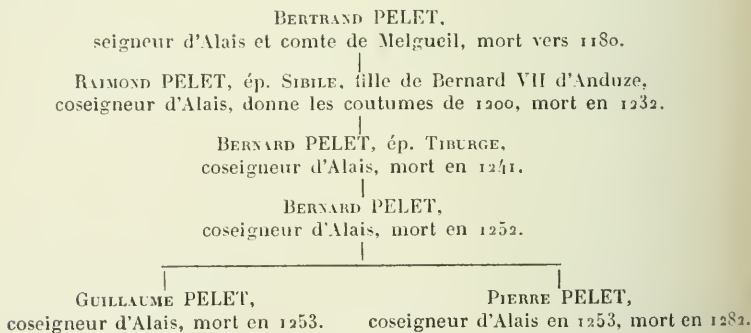 BERTRAND PELET,
seigneur d'Alais et comte de Melgueil, mort vers 1180.
RAIMOND PELET, ép. SIBILE, fille de Bernard VII d'Anduze,
coseigneur d'Alais, donne les coutumes de 1200, mort en 1232.
BERNARD PELET, ép. TIBURGE,
coseigneur d'Alais, mort en 1241.
BERNARD PELET,
coseigneur d'Alais, mort en 1252.
GUILLAUME PELET, PIERRE PELET,
coseigneur d'Alais, mort en 1253. coseigneur d'Alais en 1253, mort en 1282.